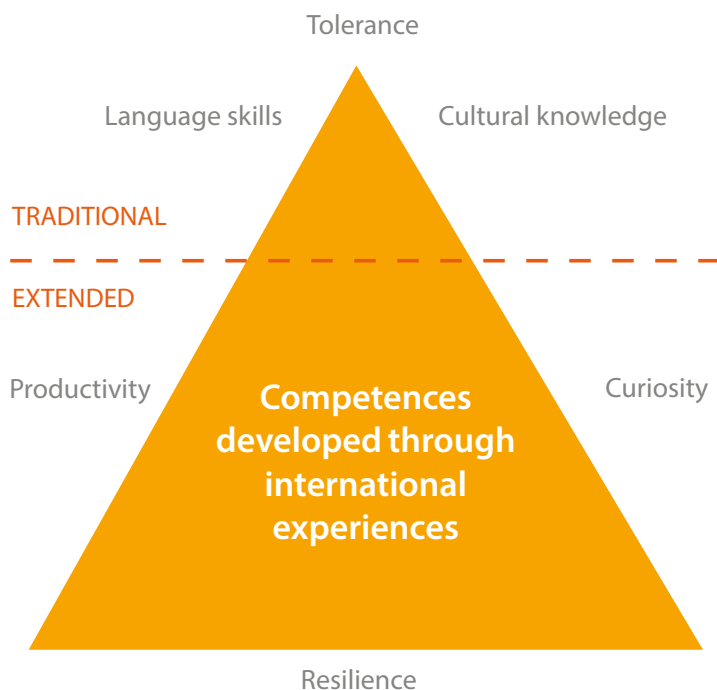 Tolerance
Language skills
Cultural knowledge
TRADITIONAL
EXTENDED
Productivity
Curiosity
Competences
developed through
international
experiences
Resilience